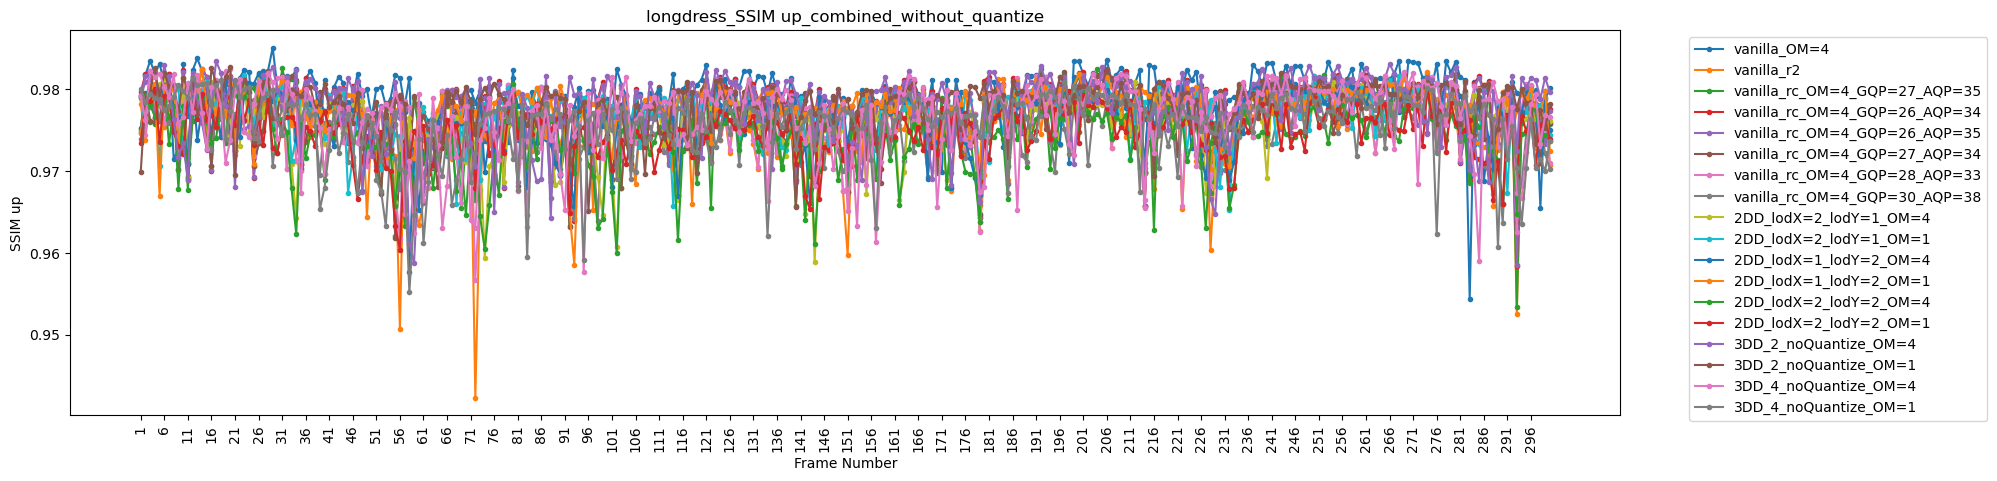 longdress_SSIM up_combined_without_quantize
SSIM up
0.98
0.97
0.96
0.95
1 6 11 16 21 26 31 36 41 46 51 56 61 66 71 76 81 86 91 96 101 106 111 116 121 126 131 136 141 146 151 156 161 166 171 176 181 186 191 196 201 206 211 216 221 226 231 236 241 246 251 256 261 266 271 276 281 286 291 296
Frame Number
vanilla_OM=4
vanilla_r2
vanilla_rc_OM=4_GQP=27_AQP=35
vanilla_rc_OM=4_GQP=26_AQP=34
vanilla_rc_OM=4_GQP=26_AQP=35
vanilla_rc_OM=4_GQP=27_AQP=34
vanilla_rc_OM=4_GQP=28_AQP=33
vanilla_rc_OM=4_GQP=30_AQP=38
2DD_lodX=2_lodY=1_OM=4
2DD_lodX=2_lodY=1_OM=1
2DD_lodX=1_lodY=2_OM=4
2DD_lodX=1_lodY=2_OM=1
2DD_lodX=2_lodY=2_OM=4
2DD_lodX=2_lodY=2_OM=1
3DD_2_noQuantize_OM=4
3DD_2_noQuantize_OM=1
3DD_4_noQuantize_OM=4
3DD_4_noQuantize_OM=1